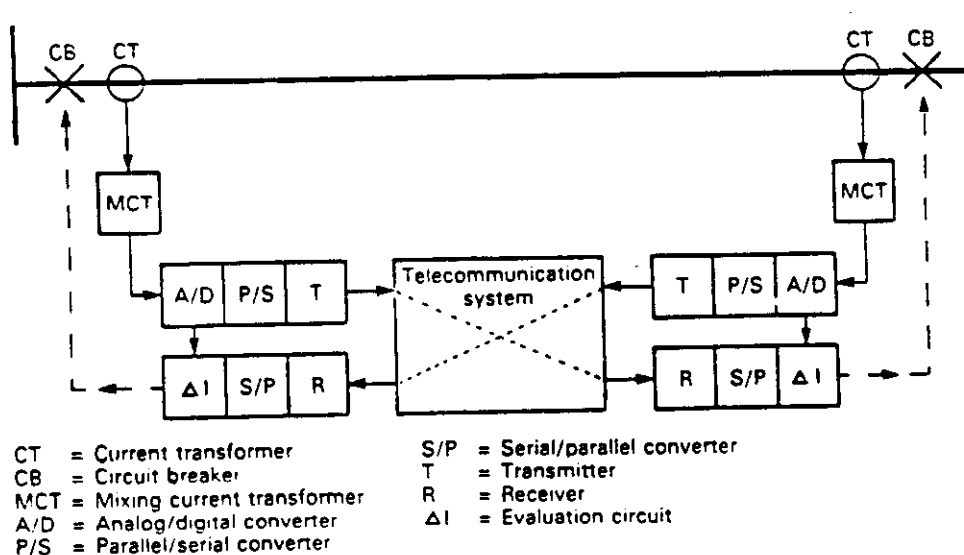 CB CT CT CB
MCT MCT
A/D P/S T Telecommunication system T P/S A/D
ΔI S/P R R S/P ΔI
CT = Current transformer
CB = Circuit breaker
MCT = Mixing current transformer
A/D = Analog/digital converter
P/S = Parallel/serial converter
S/P = Serial/parallel converter
T = Transmitter
R = Receiver
ΔI = Evaluation circuit